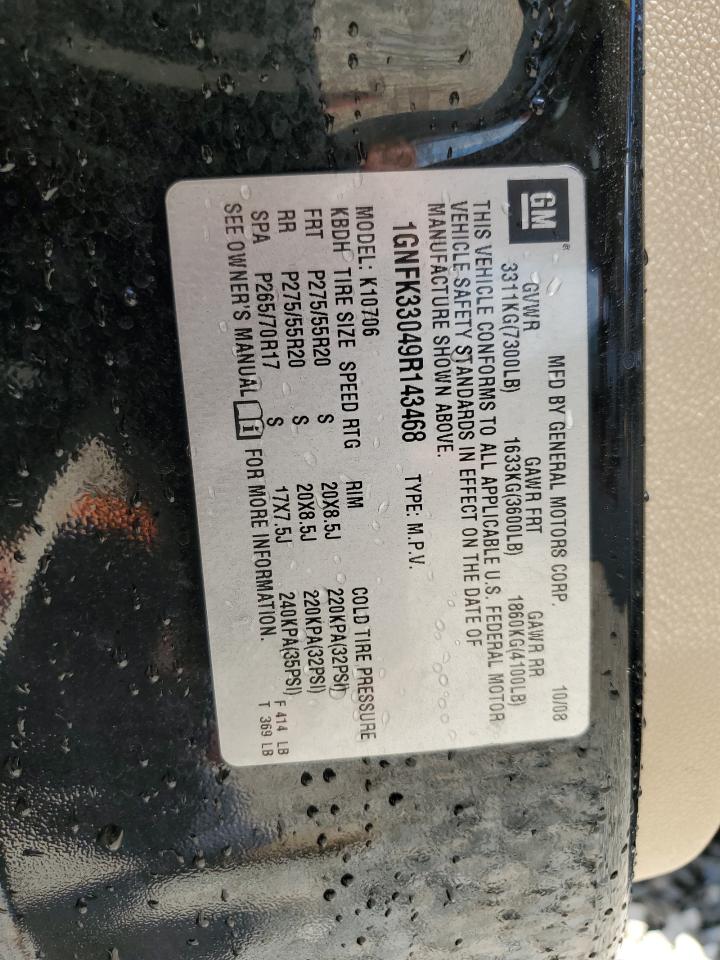 GM® MFD BY GENERAL MOTORS CORP. 10/08
GVWR GAWR FRT GAWR RR
3311KG(7300LB) 1633KG(3600LB) 1860KG(4100LB)
THIS VEHICLE CONFORMS TO ALL APPLICABLE U.S. FEDERAL MOTOR
VEHICLE SAFETY STANDARDS IN EFFECT ON THE DATE OF
MANUFACTURE SHOWN ABOVE.
1GNFK33049R143468 TYPE: M.P.V.
MODEL: K10706
KBDH TIRE SIZE SPEED RTG RIM COLD TIRE PRESSURE
FRT P275/55R20 S 20X8.5J 220KPA(32PSI)
RR P275/55R20 S 20X8.5J 220KPA(32PSI)
SPA P265/70R17 S 17X7.5J 240KPA(35PSI)
SEE OWNER'S MANUAL FOR MORE INFORMATION.
F 414 LB
T 369 LB